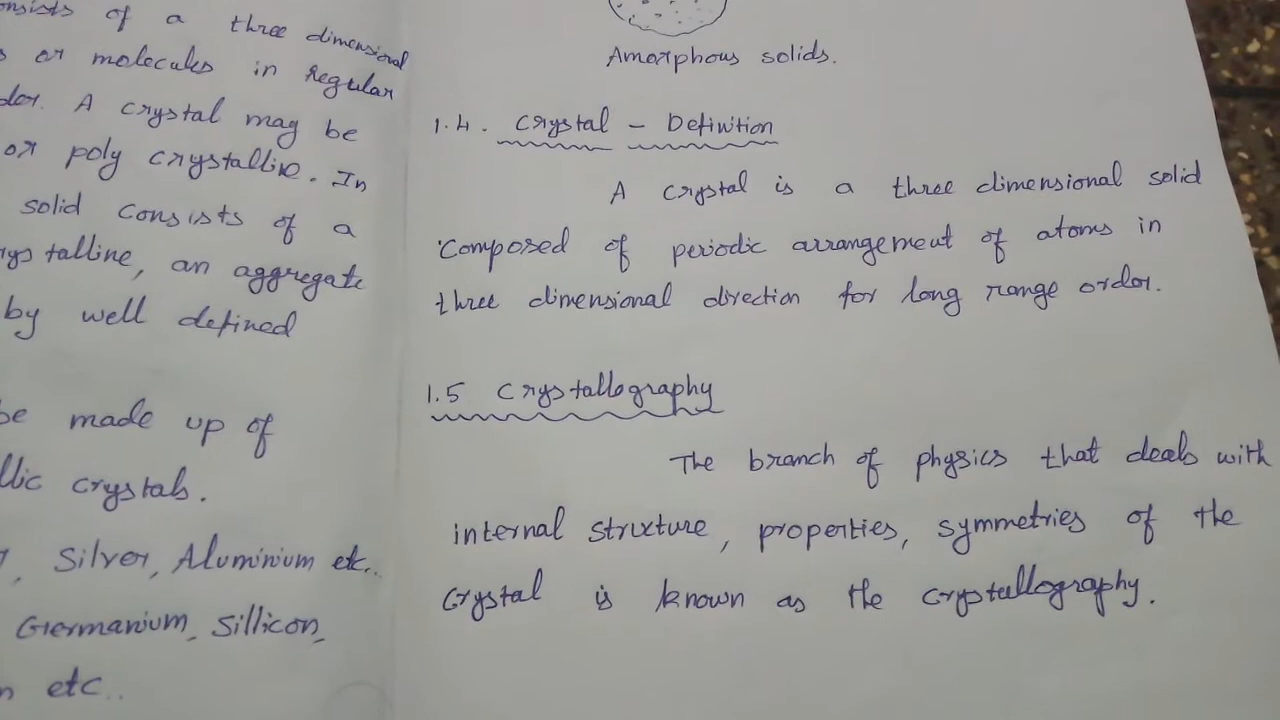 of a three dimensional
or molecules in regular
A crystal may be
or poly crystalline. In
solid consists of a
an aggregate
by well defined
made up of
crystals.
Silver, Aluminium etc..
Germanium, Sillicon,
etc..
Amorphous solids.
1.4. Crystal - Definition
A crystal is a three dimensional solid
composed of periodic arrangement of atoms in
three dimensional direction for long range order.
1.5 Crystallography
The branch of physics that deals with
internal structure, properties, symmetries of the
crystal is known as the crystallography.